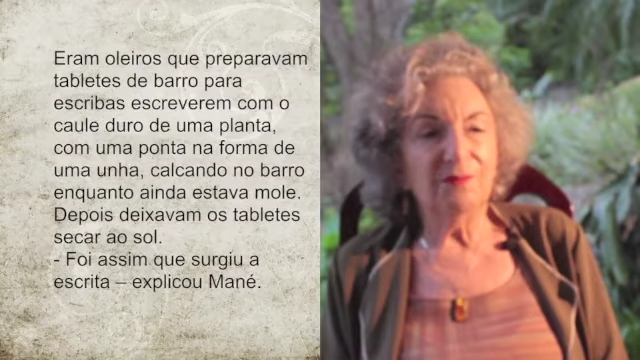 Eram oleiros que preparavam
tabletes de barro para
escribas escreverem com o
caule duro de uma planta,
com uma ponta na forma de
uma unha, calcando no barro
enquanto ainda estava mole.
Depois deixavam os tabletes
secar ao sol.
- Foi assim que surgiu a
escrita – explicou Mané.